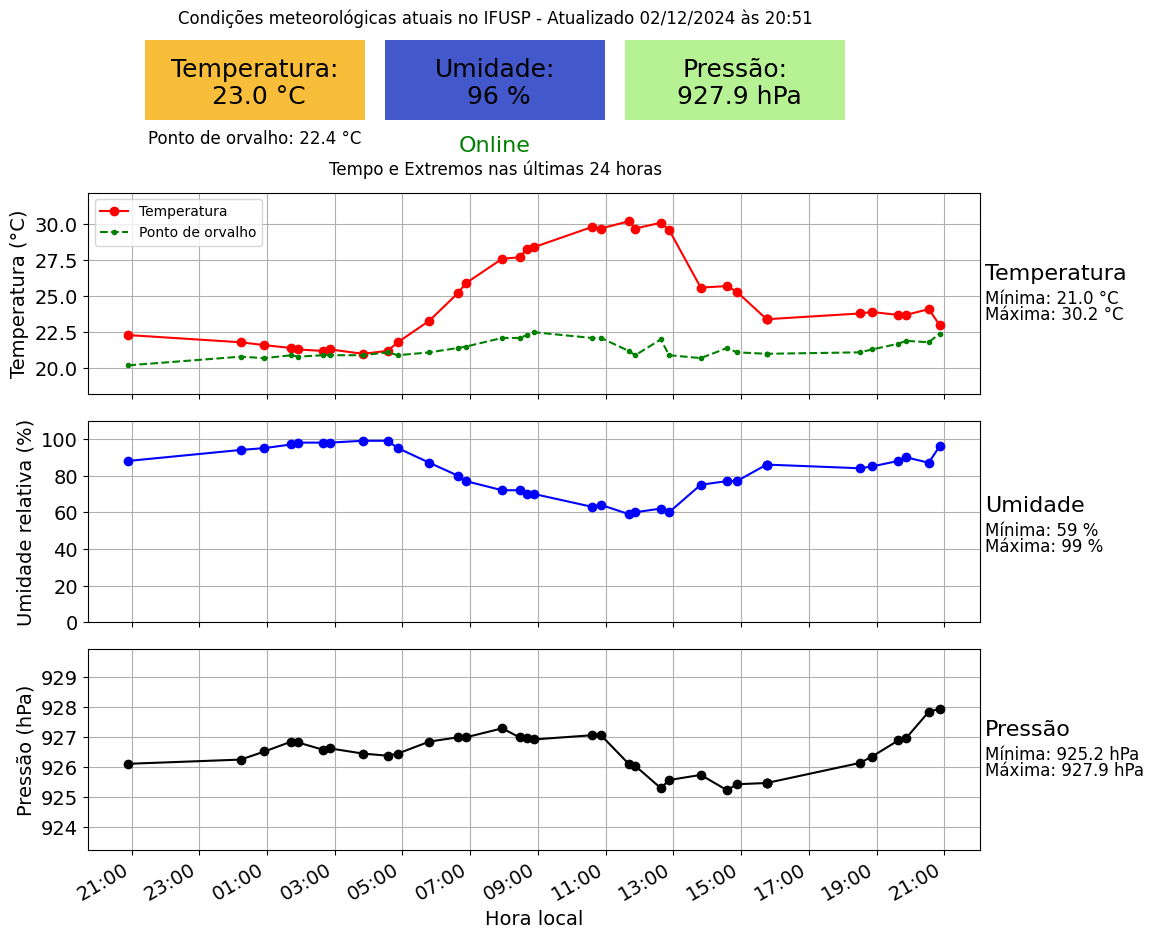 Condições meteorológicas atuais no IFUSP - Atualizado 02/12/2024 às 20:51
Temperatura:
23.0 °C
Umidade:
96 %
Pressão:
927.9 hPa
Ponto de orvalho: 22.4 °C
Online
Tempo e Extremos nas últimas 24 horas
Temperatura (°C)
30.0
27.5
25.0
22.5
20.0
Temperatura
Ponto de orvalho
Temperatura
Mínima: 21.0 °C
Máxima: 30.2 °C
Umidade relativa (%)
100
80
60
40
20
0
Umidade
Mínima: 59 %
Máxima: 99 %
Pressão (hPa)
929
928
927
926
925
924
Pressão
Mínima: 925.2 hPa
Máxima: 927.9 hPa
21:00 23:00 01:00 03:00 05:00 07:00 09:00 11:00 13:00 15:00 17:00 19:00 21:00
Hora local